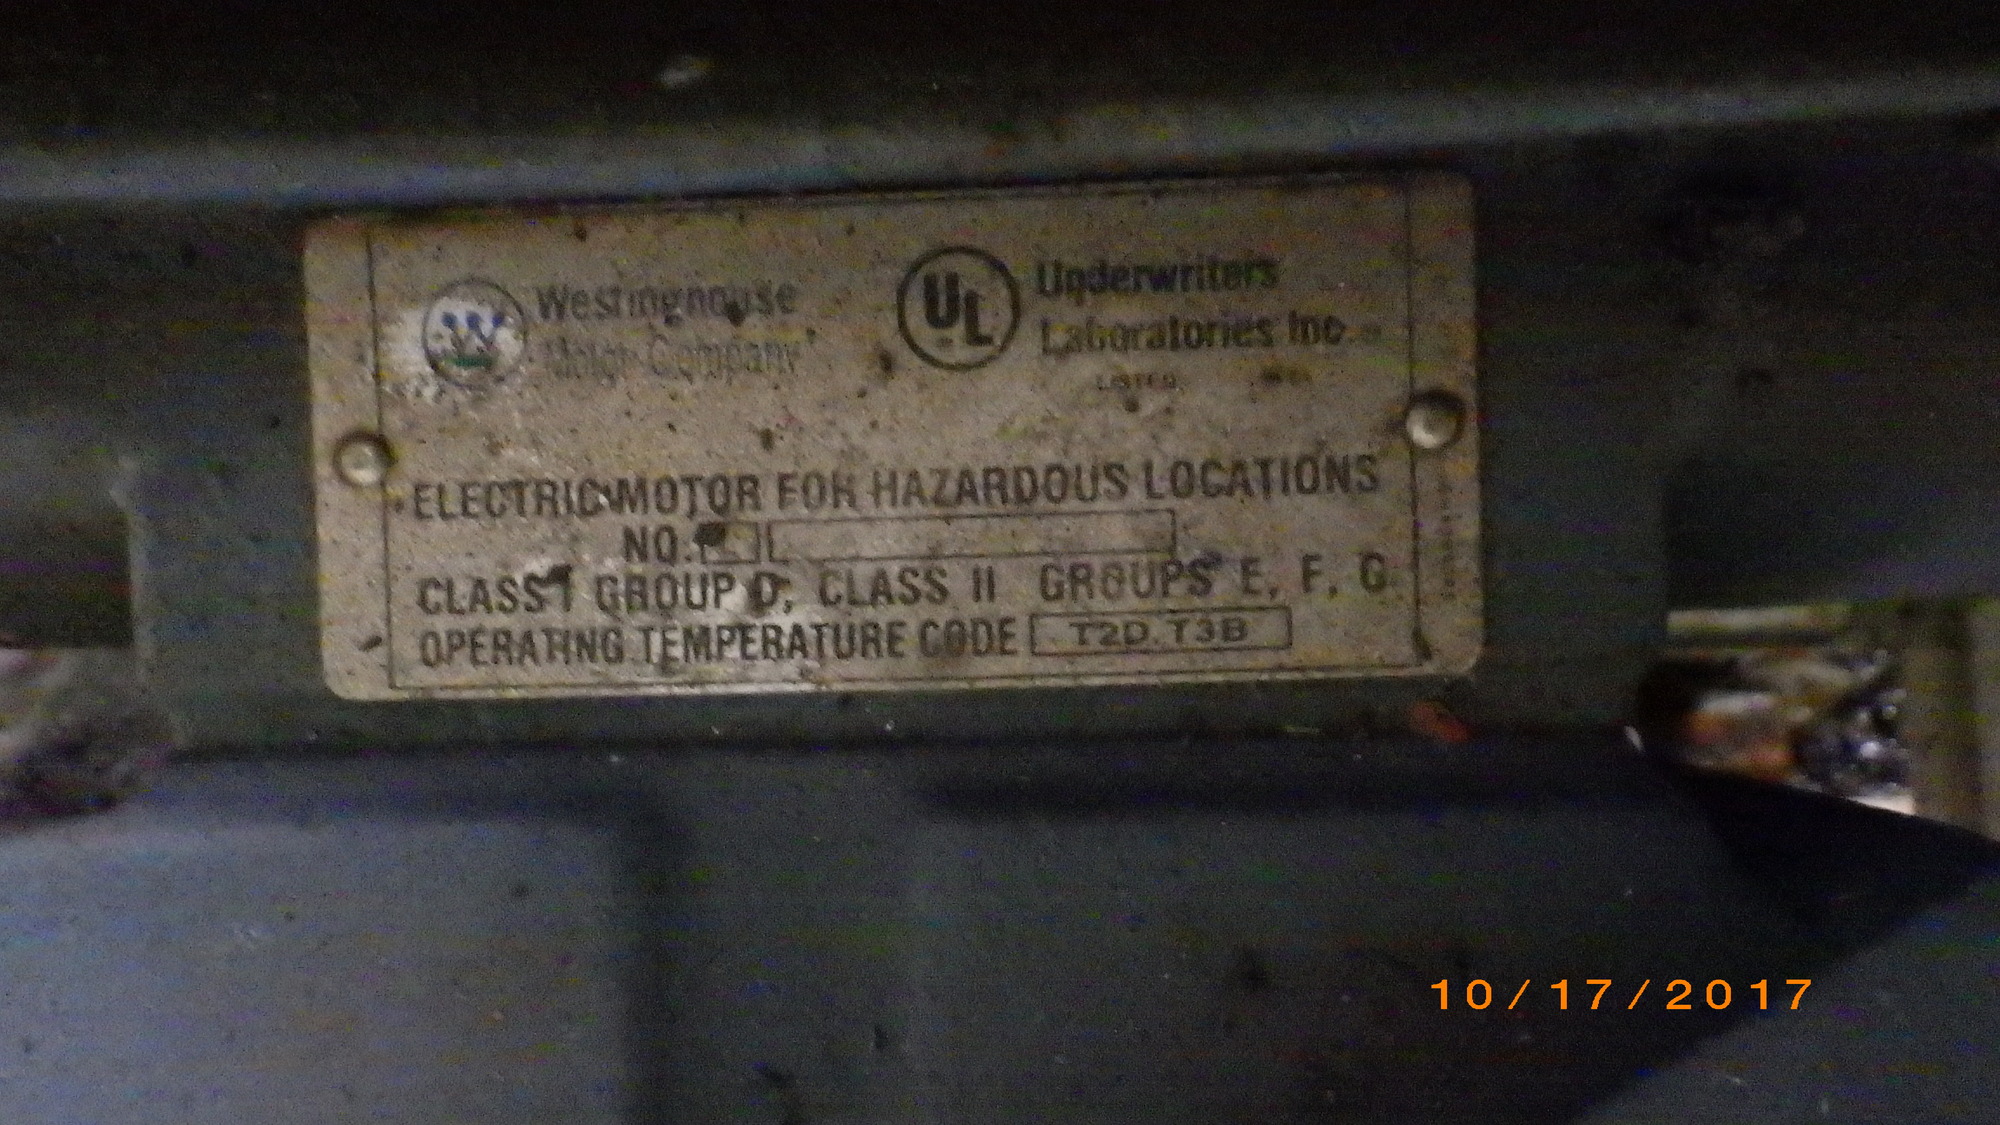 Westinghouse
Motor Company
UL
Underwriters
Laboratories Inc.
LISTED
ELECTRIC MOTOR FOR HAZARDOUS LOCATIONS
NO.
CLASS I GROUP D, CLASS II GROUPS E, F, G
OPERATING TEMPERATURE CODE T2D T3B
10/17/2017